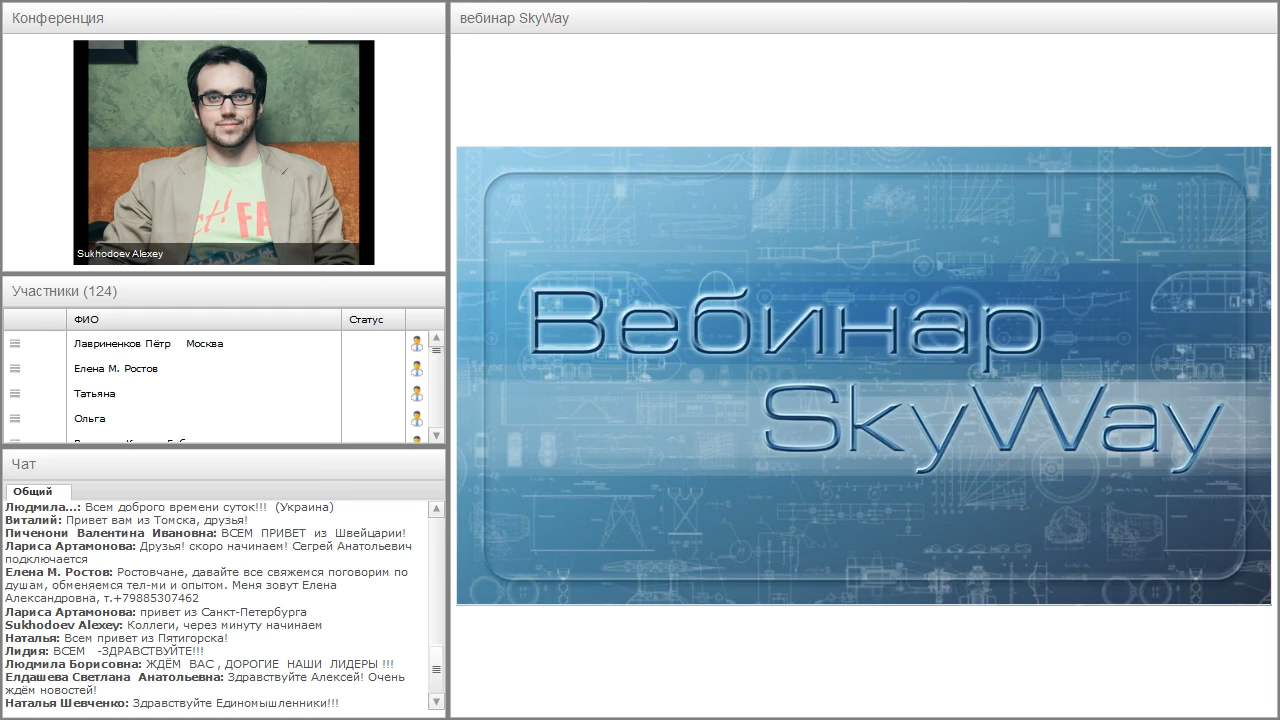 Конференция
Sukhodoev Alexey
Участники (124)
ФИО
Статус
Лавриненков Пётр Москва
Елена М. Ростов
Татьяна
Ольга
Чат
Общий
Людмила...: Всем доброго времени суток!!! (Украина)
Виталий: Привет вам из Томска, друзья!
Пиченони Валентина Ивановна: ВСЕМ ПРИВЕТ из Швейцарии!
Лариса Артамонова: Друзья! скоро начинаем! Сегрей Анатольевич
подключается
Елена М. Ростов: Ростовчане, давайте все свяжемся поговорим по
душам, обменяемся тел-ми и опытом. Меня зовут Елена
Александровна, т.+79885307462
Лариса Артамонова: привет из Санкт-Петербурга
Sukhodoev Alexey: Коллеги, через минуту начинаем
Наталья: Всем привет из Пятигорска!
Лидия: ВСЕМ -ЗДРАВСТВУЙТЕ!!!
Людмила Борисовна: ЖДЁМ ВАС , ДОРОГИЕ НАШИ ЛИДЕРЫ !!!
Елдашева Светлана Анатольевна: Здравствуйте Алексей! Очень
ждём новостей!
Наталья Шевченко: Здравствуйте Единомышленники!!!
вебинар SkyWay
Вебинар
SkyWay